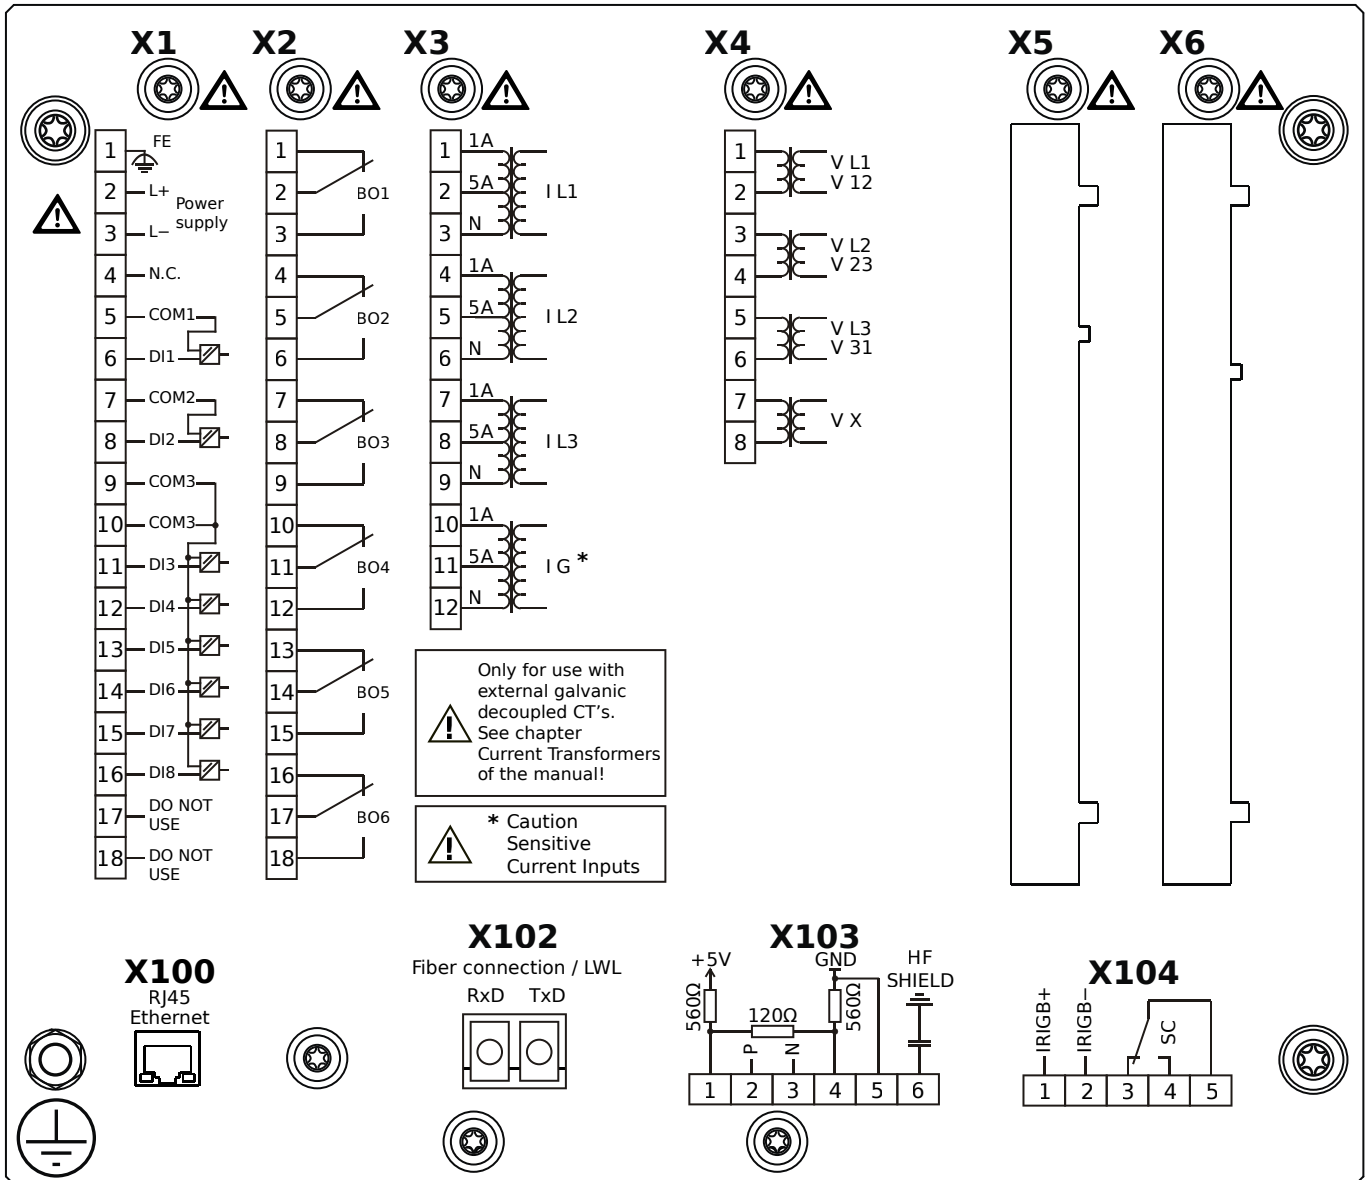 X1 X2 X3 X4 X5 X6
1 FE
2 L+ Power
supply
3 L−
4 N.C.
5 COM1
6 DI1
7 COM2
8 DI2
9 COM3
10 COM3
11 DI3
12 DI4
13 DI5
14 DI6
15 DI7
16 DI8
17 DO NOT
USE
18 DO NOT
USE
1
2 BO1
3
4
5 BO2
6
7
8 BO3
9
10
11 BO4
12
13
14 BO5
15
16
17 BO6
18
1 1A
2 5A I L1
3 N
4 1A
5 5A I L2
6 N
7 1A
8 5A I L3
9 N
10 1A
11 5A I G *
12 N
Only for use with
external galvanic
decoupled CT's.
See chapter
Current Transformers
of the manual!
* Caution
Sensitive
Current Inputs
1 V L1
2 V 12
3 V L2
4 V 23
5 V L3
6 V 31
7 V X
8
X100
RJ45
Ethernet
X102
Fiber connection / LWL
RxD TxD
X103
+5V GND HF
SHIELD
560Ω 120Ω 560Ω
P N
1 2 3 4 5 6
X104
IRIGB+ IRIGB− SC
1 2 3 4 5